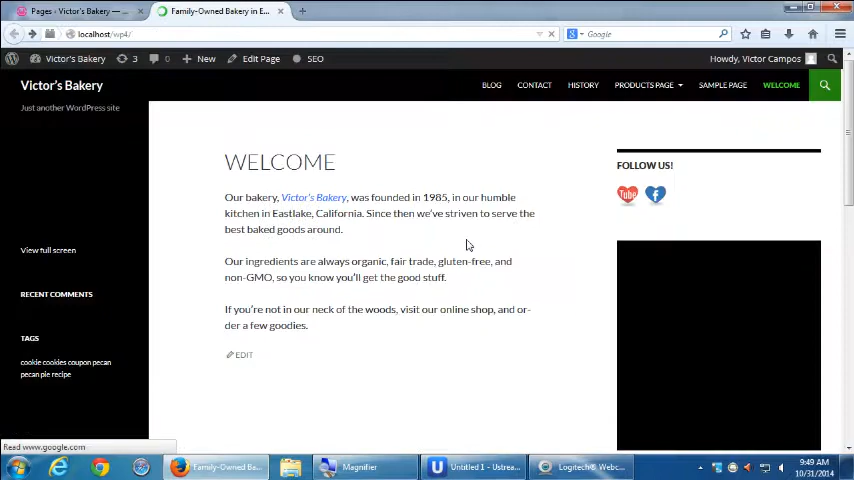 Pages - Victor's Bakery — ...
Family-Owned Bakery in E...
localhost/wp4/
Google
Victor's Bakery
3
0
New
Edit Page
SEO
Howdy, Victor Campos
Victor's Bakery
BLOG
CONTACT
HISTORY
PRODUCTS PAGE
SAMPLE PAGE
WELCOME
Just another WordPress site
WELCOME
Our bakery, Victor's Bakery, was founded in 1985, in our humble
kitchen in Eastlake, California. Since then we've striven to serve the
best baked goods around.
Our ingredients are always organic, fair trade, gluten-free, and
non-GMO, so you know you'll get the good stuff.
If you're not in our neck of the woods, visit our online shop, and or-
der a few goodies.
EDIT
FOLLOW US!
Tube
f
View full screen
RECENT COMMENTS
TAGS
cookie cookies coupon pecan
pecan pie recipe
Read www.google.com
Family-Owned Ba...
Magnifier
Untitled 1 - Ustrea...
Logitech® Webc...
9:49 AM
10/31/2014